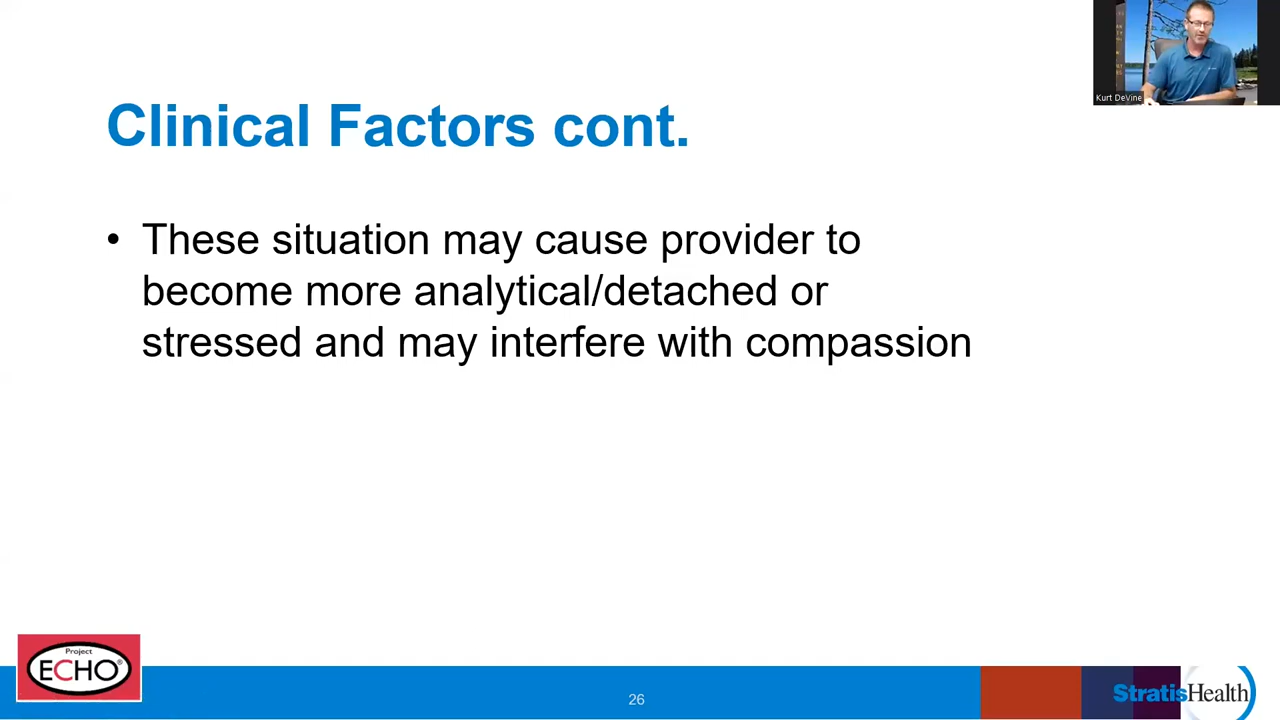 Kurt DeVine
Clinical Factors cont.
• These situation may cause provider to
become more analytical/detached or
stressed and may interfere with compassion
Project
ECHO®
26
StratisHealth